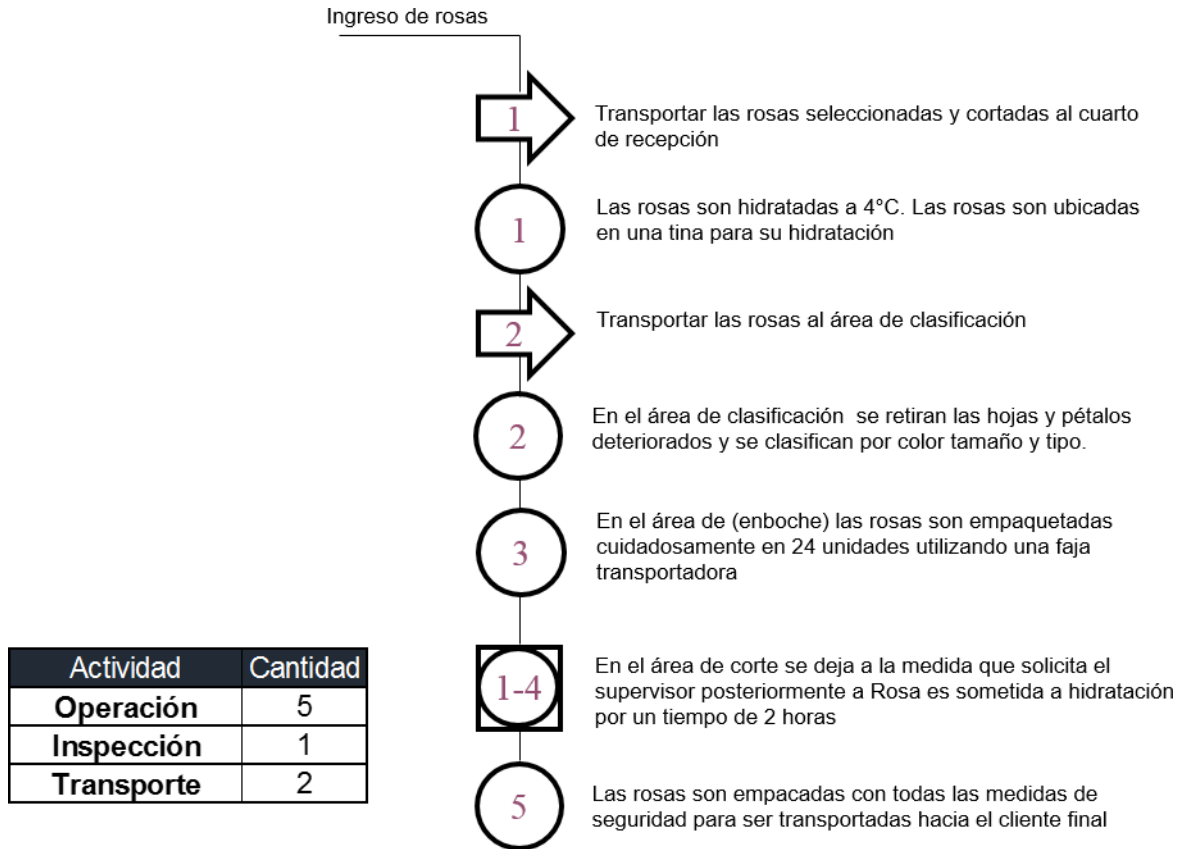 Ingreso de rosas
1
Transportar las rosas seleccionadas y cortadas al cuarto
de recepción
1
Las rosas son hidratadas a 4°C. Las rosas son ubicadas
en una tina para su hidratación
2
Transportar las rosas al área de clasificación
2
En el área de clasificación se retiran las hojas y pétalos
deteriorados y se clasifican por color tamaño y tipo.
3
En el área de (enboche) las rosas son empaquetadas
cuidadosamente en 24 unidades utilizando una faja
transportadora
1-4
En el área de corte se deja a la medida que solicita el
supervisor posteriormente a Rosa es sometida a hidratación
por un tiempo de 2 horas
5
Las rosas son empacadas con todas las medidas de
seguridad para ser transportadas hacia el cliente final
Actividad Cantidad
Operación 5
Inspección 1
Transporte 2